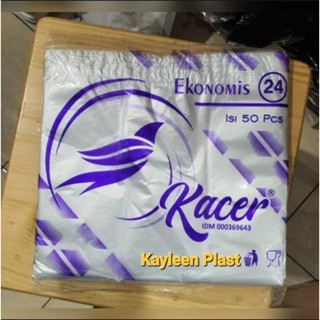 Ekonomis 24
Isi 50 Pcs
Kacer®
IDM 000369643
Kayleen Plast